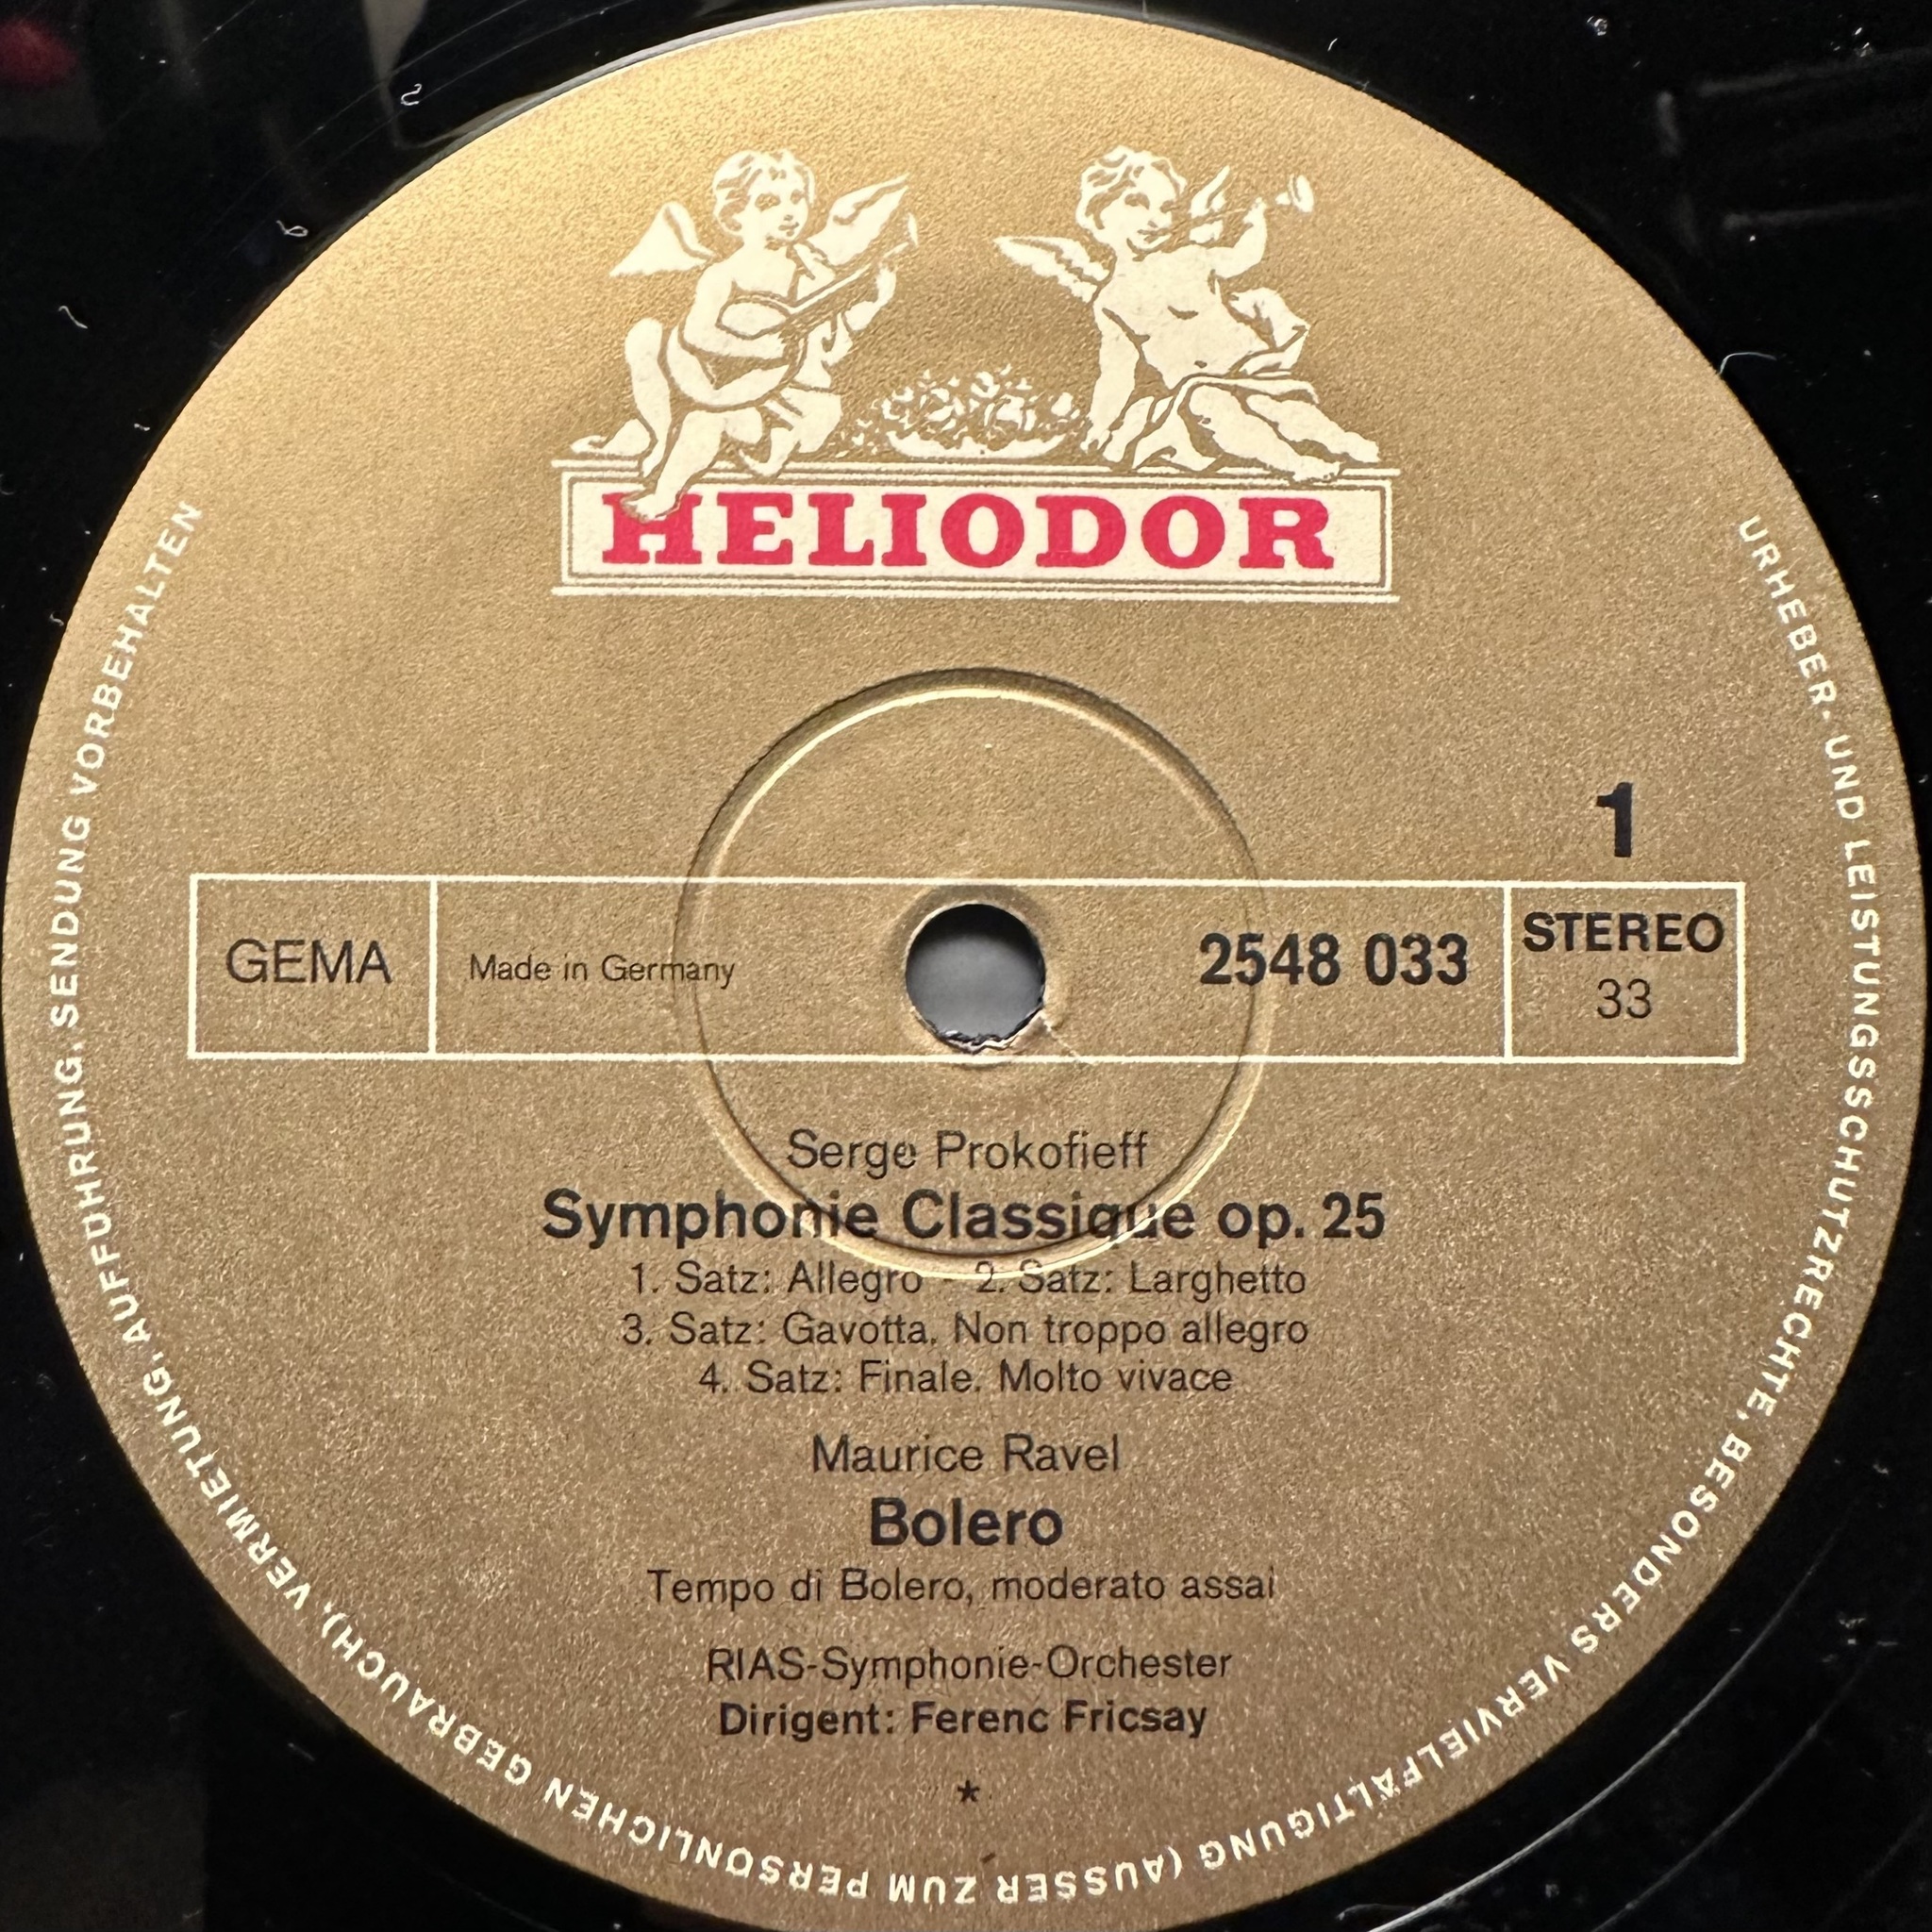 HELIODOR
1
GEMA
Made in Germany
2548 033
STEREO
33
Serge Prokofieff
Symphonie Classique op. 25
1. Satz: Allegro - 2. Satz: Larghetto
3. Satz: Gavotta. Non troppo allegro
4. Satz: Finale. Molto vivace
Maurice Ravel
Bolero
Tempo di Bolero, moderato assai
RIAS-Symphonie-Orchester
Dirigent: Ferenc Fricsay
*
URHEBER- UND LEISTUNGSSCHUTZRECHTE, BESONDERS VERVIELFÄLTIGUNG (AUSSER ZUM PERSÖNLICHEN GEBRAUCH), VERMIETUNG, AUFFÜHRUNG, SENDUNG VORBEHALTEN